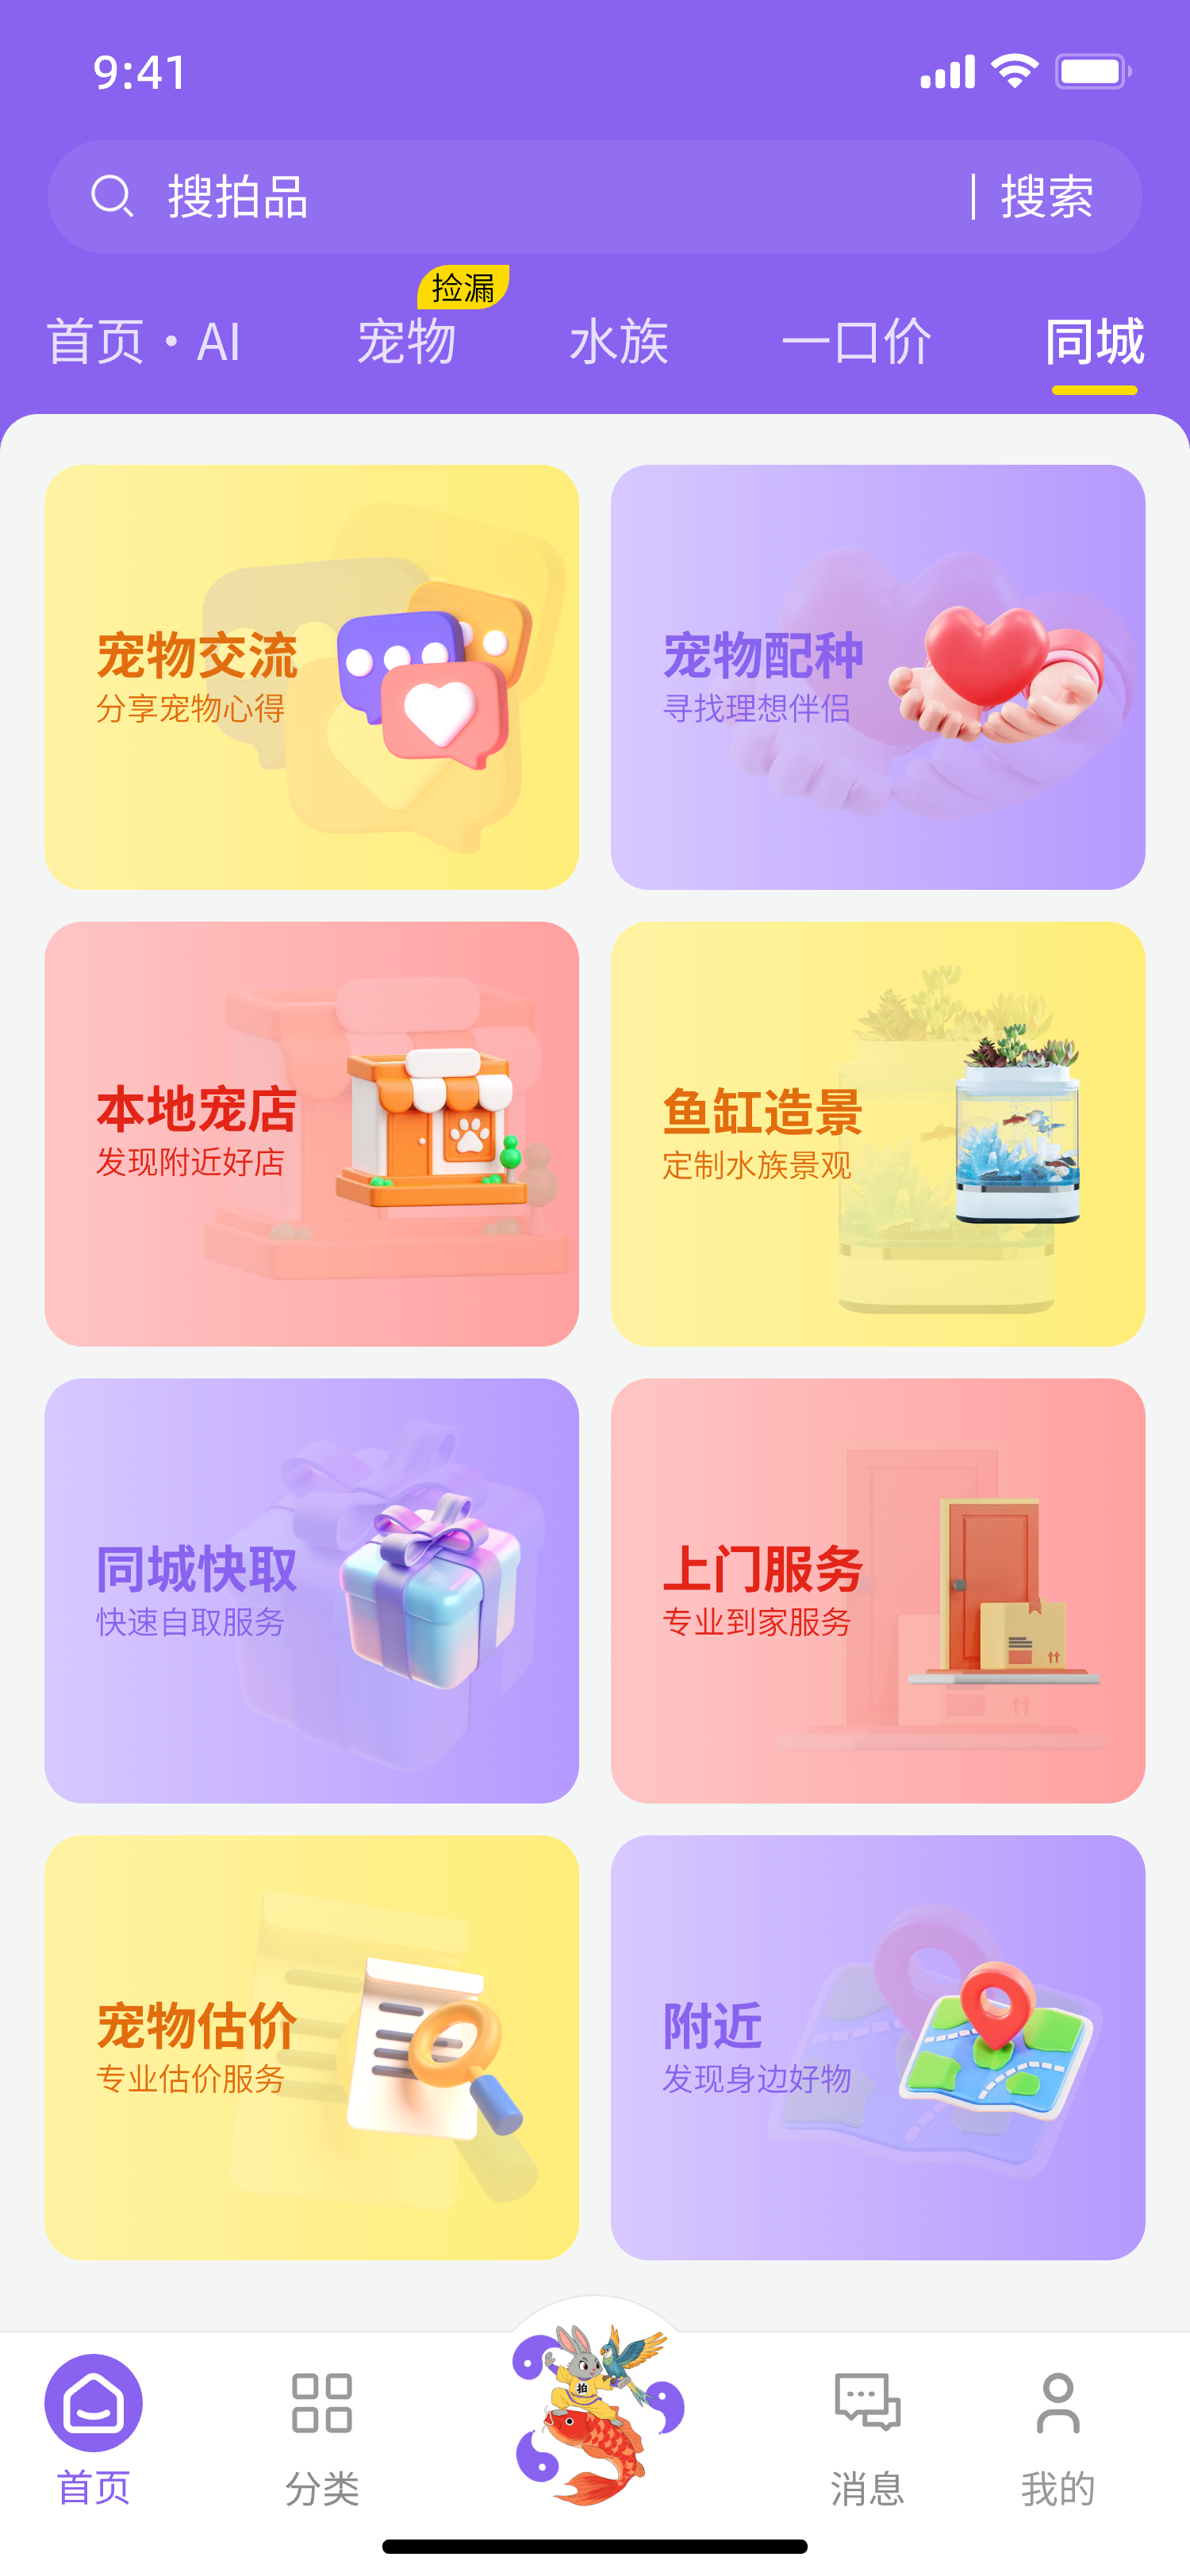 9:41
搜拍品
搜索
捡漏
首页·AI
宠物
水族
一口价
同城
宠物交流
分享宠物心得
宠物配种
寻找理想伴侣
本地宠店
发现附近好店
鱼缸造景
定制水族景观
同城快取
快速自取服务
上门服务
专业到家服务
宠物估价
专业估价服务
附近
发现身边好物
拍
首页
分类
消息
我的